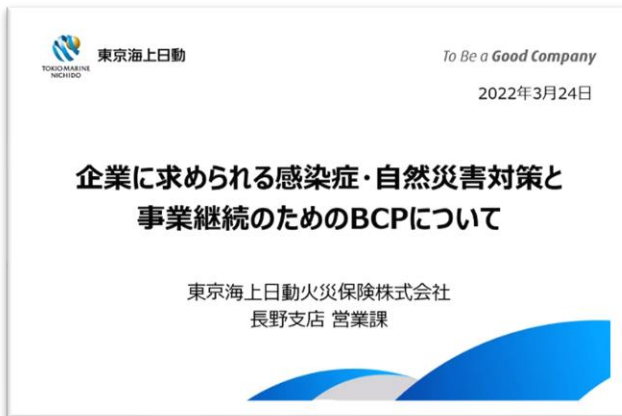 東京海上日動
TOKIO MARINE
NICHIDO
To Be a Good Company
2022年3月24日
企業に求められる感染症・自然災害対策と
事業継続のためのBCPについて
東京海上日動火災保険株式会社
長野支店 営業課